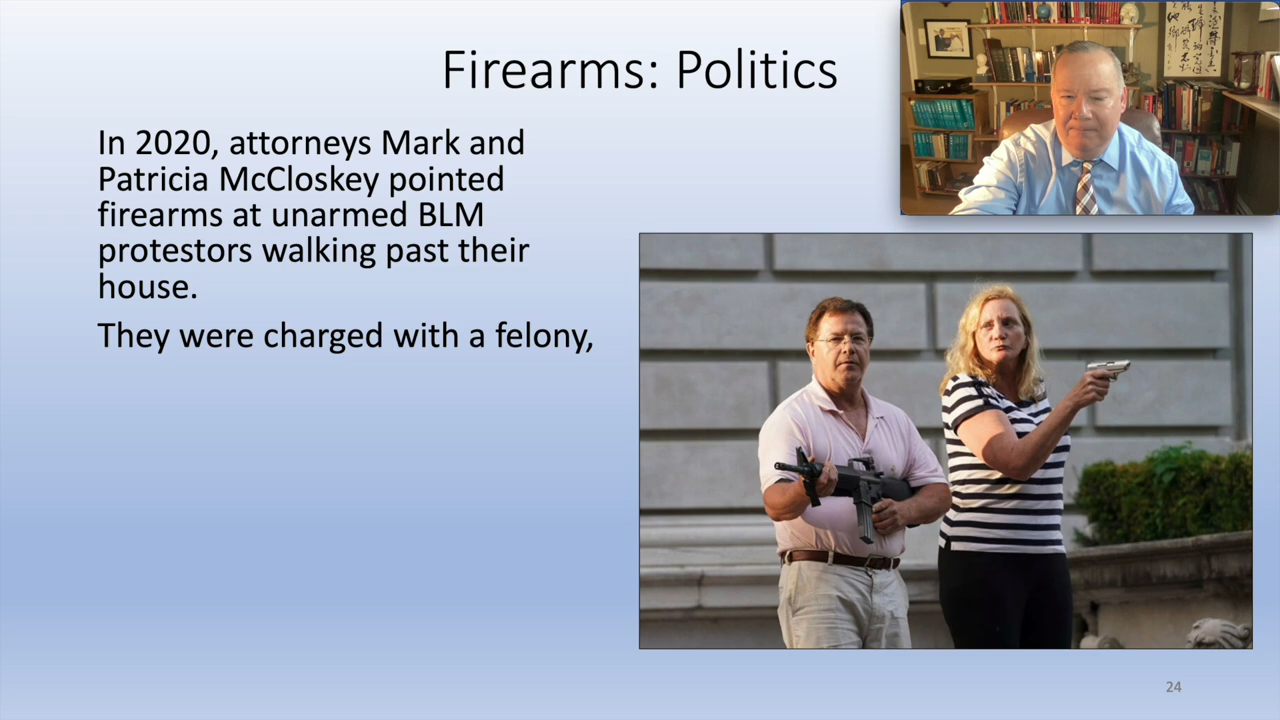 Firearms: Politics
In 2020, attorneys Mark and
Patricia McCloskey pointed
firearms at unarmed BLM
protestors walking past their
house.
They were charged with a felony,
24